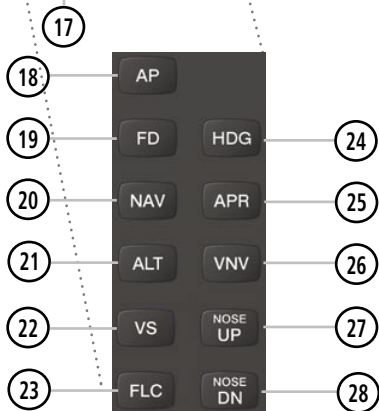 17
18 AP
19 FD HDG 24
20 NAV APR 25
21 ALT VNV 26
22 VS NOSE UP 27
23 FLC NOSE DN 28